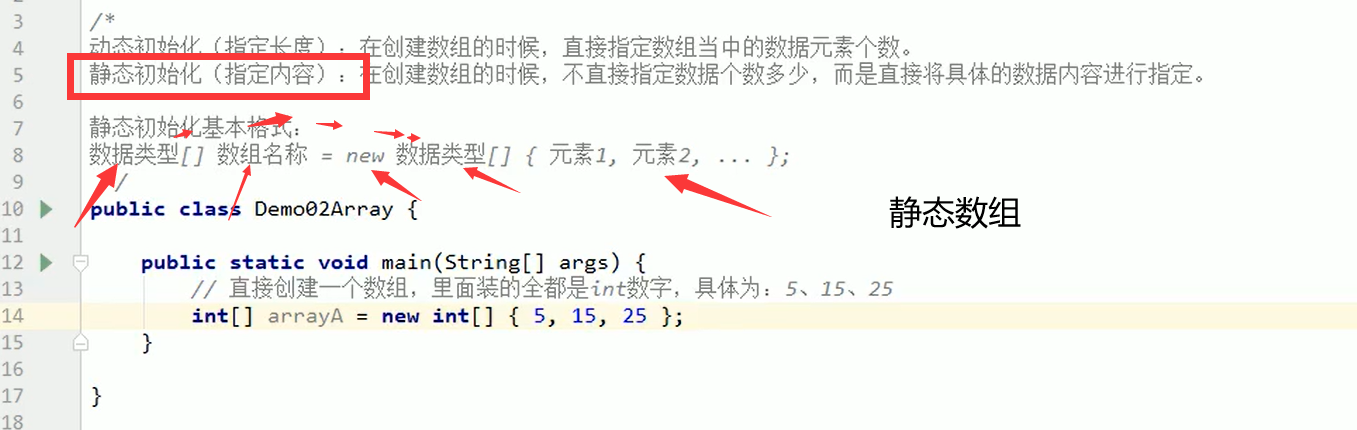 3 /*
4 动态初始化（指定长度）：在创建数组的时候，直接指定数组当中的数据元素个数。
5 静态初始化（指定内容）：在创建数组的时候，不直接指定数据个数多少，而是直接将具体的数据内容进行指定。
6
7 静态初始化基本格式：
8 数据类型[] 数组名称 = new 数据类型[] { 元素1, 元素2, ... };
9 /
10 public class Demo02Array {
静态数组
11
12 public static void main(String[] args) {
13 // 直接创建一个数组，里面装的全都是int数字，具体为：5、15、25
14 int[] arrayA = new int[] { 5, 15, 25 };
15 }
16
17 }
18